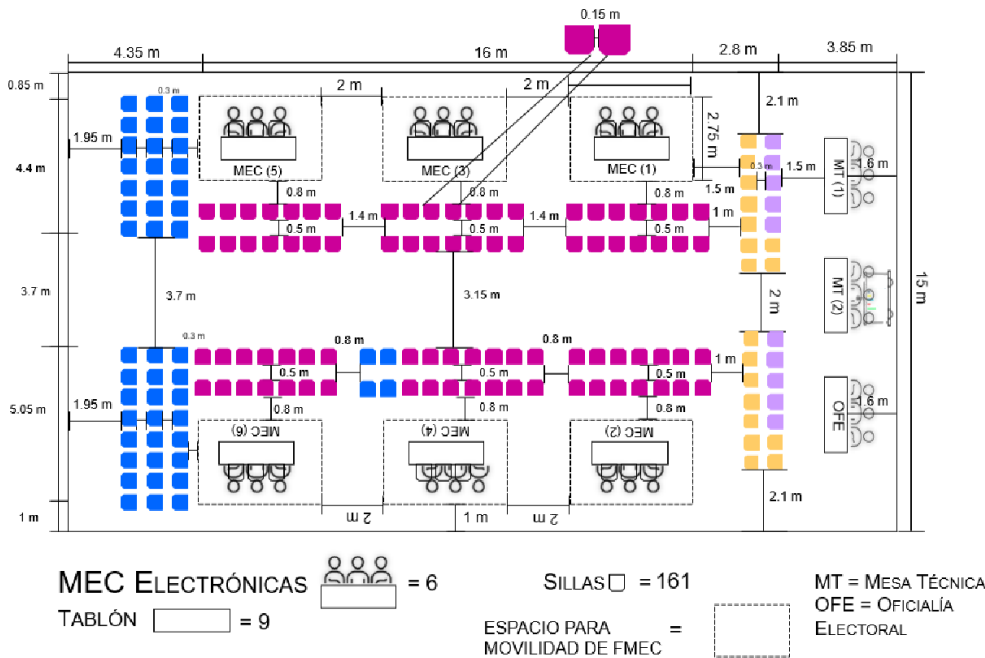 0.15 m
4.35 m
16 m
2.8 m
3.85 m
0.85 m
0.3 m
2 m
2 m
2.1 m
1.95 m
2.75 m
4.4 m
MEC (5)
MEC (3)
MEC (1)
0.3 m
1.5 m
MT (1)
1.6 m
0.8 m
0.8 m
0.8 m
1.5 m
1.4 m
1.4 m
1 m
0.5 m
0.5 m
0.5 m
3.7 m
3.7 m
3.15 m
2 m
MT (2)
15 m
0.3 m
0.8 m
0.8 m
0.5 m
0.5 m
0.5 m
1 m
5.05 m
1.95 m
0.8 m
0.8 m
0.8 m
OFE
1.6 m
MEC (6)
MEC (4)
MEC (2)
2.1 m
1 m
2 m
1 m
2 m
MEC ELECTRÓNICAS = 6
SILLAS = 161
MT = MESA TÉCNICA
TABLÓN = 9
OFE = OFICIALÍA
ELECTORAL
ESPACIO PARA =
MOVILIDAD DE FMEC